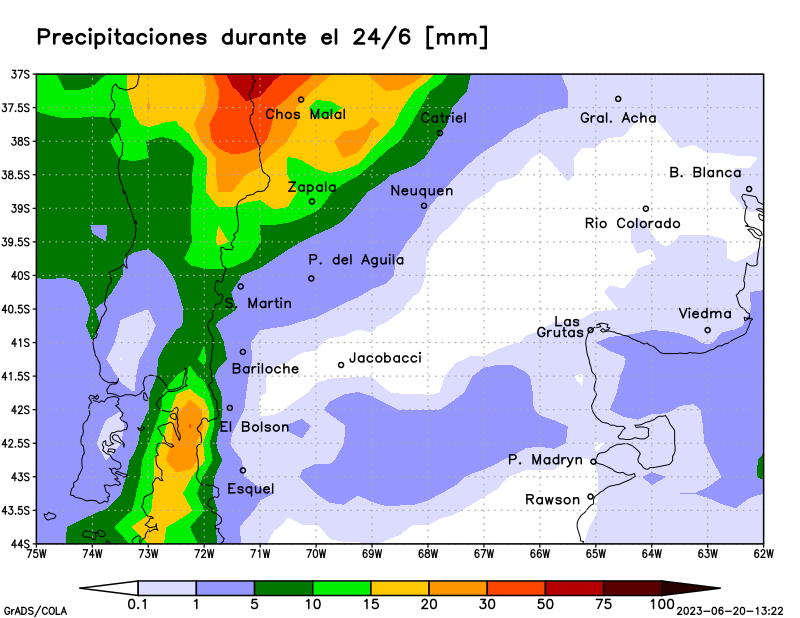 Precipitaciones durante el 24/6 [mm]
37S
37.5S
38S
38.5S
39S
39.5S
40S
40.5S
41S
41.5S
42S
42.5S
43S
43.5S
44S
Chos Malal
Catriel
Gral. Acha
B. Blanca
Zapala
Neuquen
Rio Colorado
P. del Aguila
S. Martin
Las
Grutas
Viedma
Jacobacci
Bariloche
El Bolson
P. Madryn
Esquel
Rawson
75W 74W 73W 72W 71W 70W 69W 68W 67W 66W 65W 64W 63W 62W
0.1 1 5 10 15 20 30 50 75 100
GrADS/COLA
2023-06-20-13:22